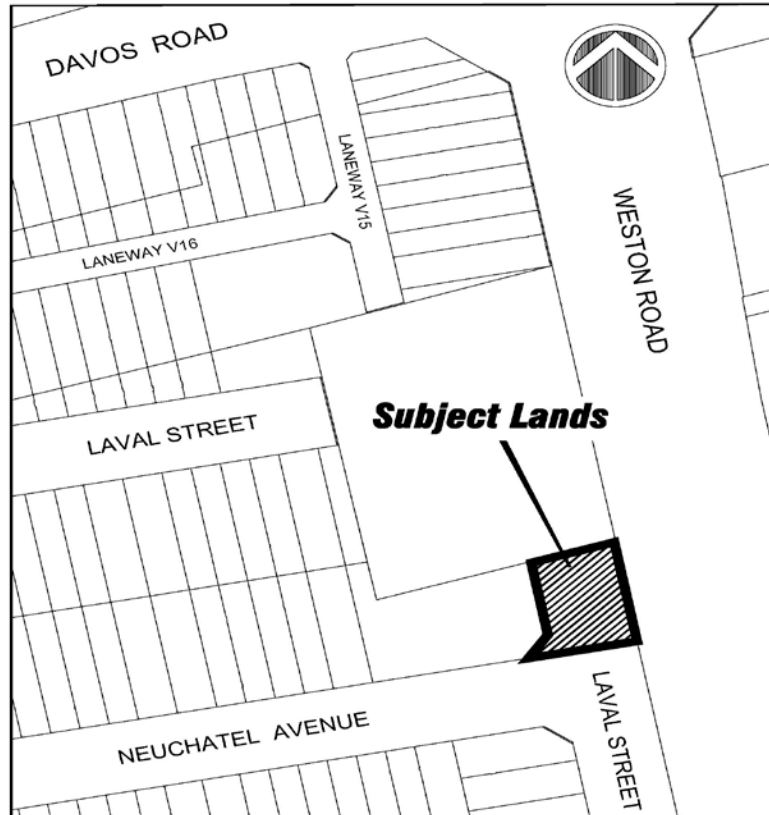 DAVOS ROAD
LANEWAY V15
WESTON ROAD
LANEWAY V16
Subject Lands
LAVAL STREET
LAVAL STREET
NEUCHATEL AVENUE